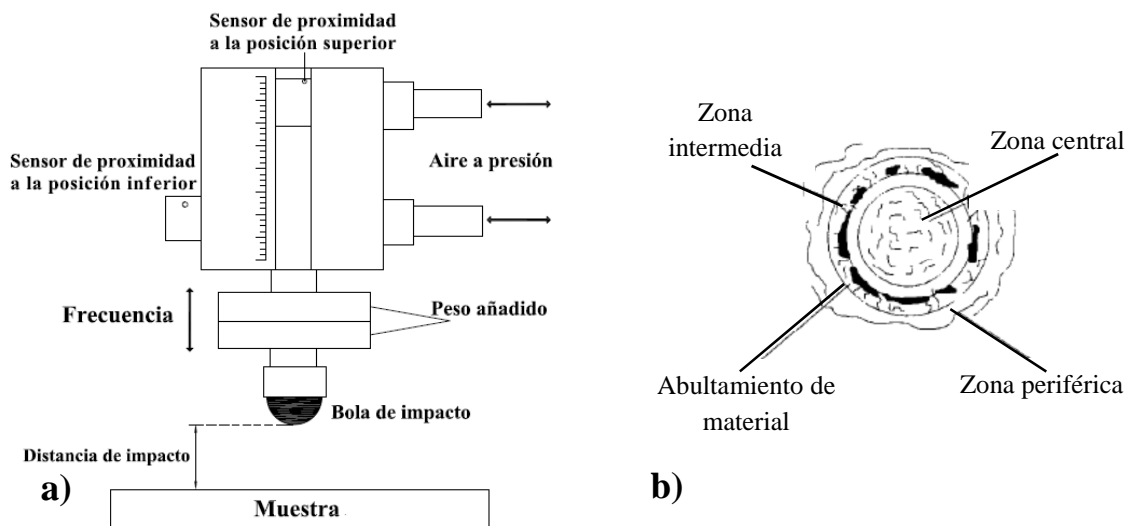 Sensor de proximidad
a la posición superior
Sensor de proximidad
a la posición inferior
Aire a presión
Frecuencia
Peso añadido
Bola de impacto
Distancia de impacto
a)
Muestra
Zona
intermedia
Zona central
Abultamiento de
material
Zona periférica
b)